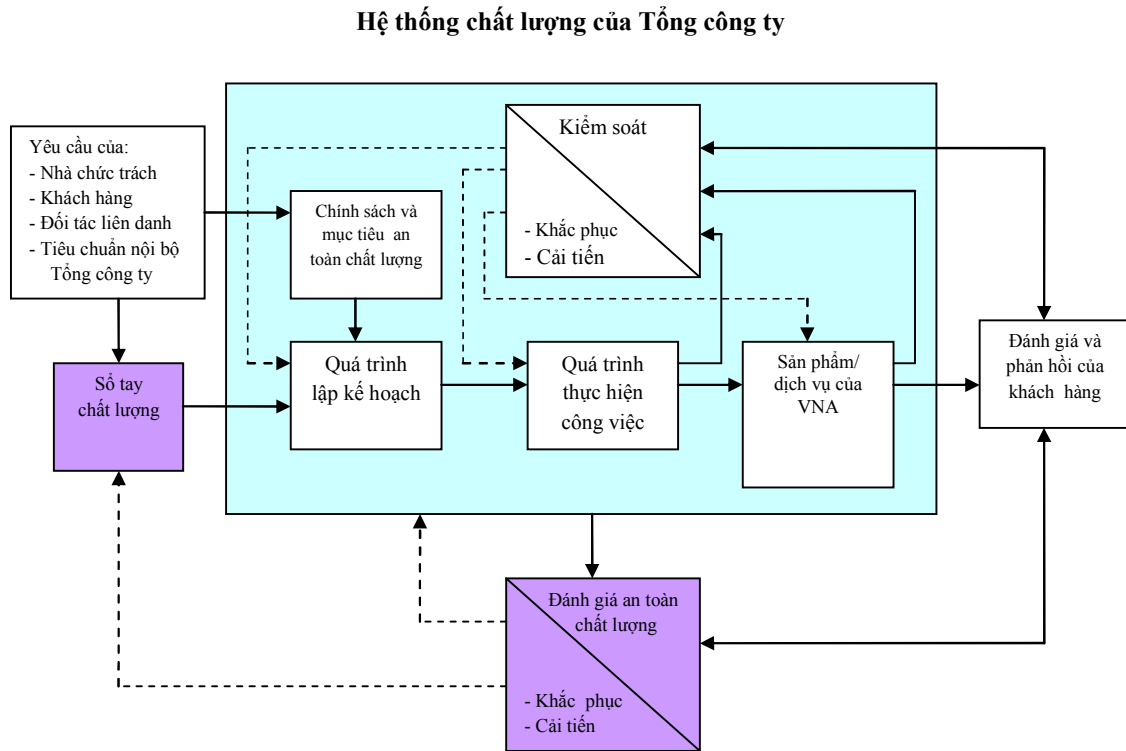 Hệ thống chất lượng của Tổng công ty
Yêu cầu của:
- Nhà chức trách
- Khách hàng
- Đối tác liên danh
- Tiêu chuẩn nội bộ
Tổng công ty
Kiểm soát
- Khắc phục
- Cải tiến
Chính sách và
mục tiêu an
toàn chất lượng
Sổ tay
chất lượng
Quá trình
lập kế hoạch
Quá trình
thực hiện
công việc
Sản phẩm/
dịch vụ của
VNA
Đánh giá và
phản hồi của
khách hàng
Đánh giá an toàn
chất lượng
- Khắc phục
- Cải tiến